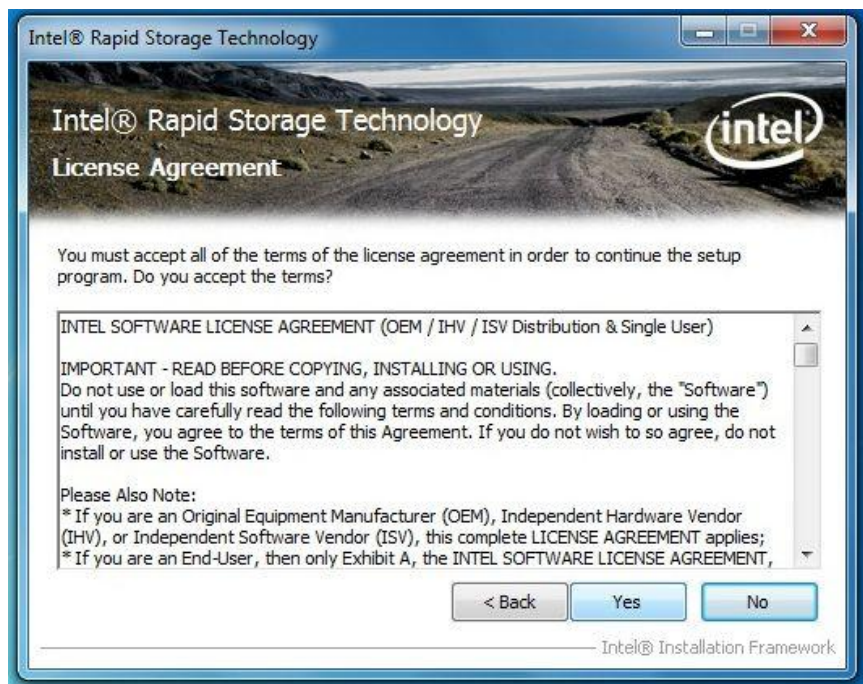 Intel® Rapid Storage Technology
Intel® Rapid Storage Technology
License Agreement
intel
You must accept all of the terms of the license agreement in order to continue the setup
program. Do you accept the terms?
INTEL SOFTWARE LICENSE AGREEMENT (OEM / IHV / ISV Distribution & Single User)
IMPORTANT - READ BEFORE COPYING, INSTALLING OR USING.
Do not use or load this software and any associated materials (collectively, the "Software")
until you have carefully read the following terms and conditions. By loading or using the
Software, you agree to the terms of this Agreement. If you do not wish to so agree, do not
install or use the Software.
Please Also Note:
* If you are an Original Equipment Manufacturer (OEM), Independent Hardware Vendor
(IHV), or Independent Software Vendor (ISV), this complete LICENSE AGREEMENT applies;
* If you are an End-User, then only Exhibit A, the INTEL SOFTWARE LICENSE AGREEMENT,
< Back Yes No
Intel® Installation Framework